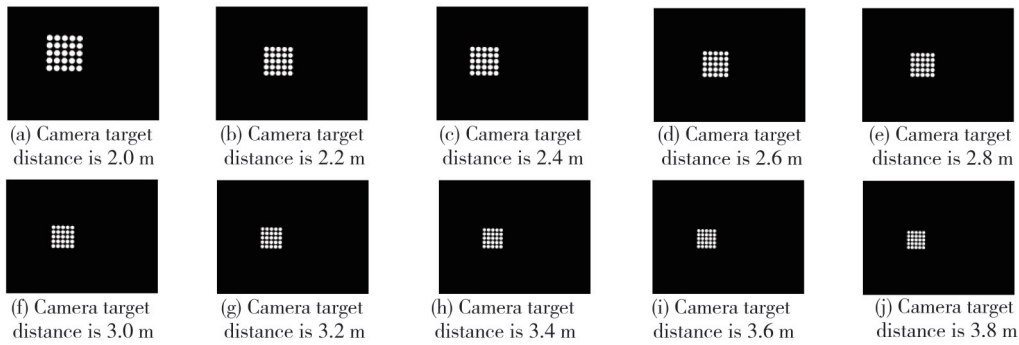 (a) Camera target
distance is 2.0 m
(b) Camera target
distance is 2.2 m
(c) Camera target
distance is 2.4 m
(d) Camera target
distance is 2.6 m
(e) Camera target
distance is 2.8 m
(f) Camera target
distance is 3.0 m
(g) Camera target
distance is 3.2 m
(h) Camera target
distance is 3.4 m
(i) Camera target
distance is 3.6 m
(j) Camera target
distance is 3.8 m